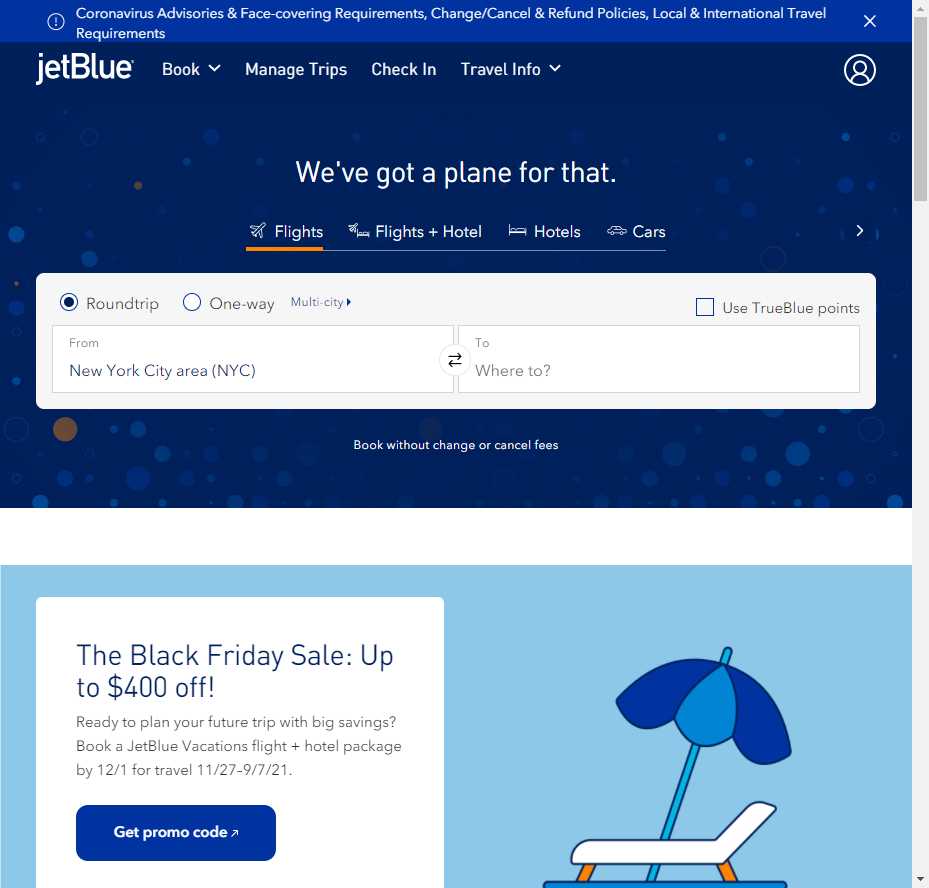 Coronavirus Advisories & Face-covering Requirements, Change/Cancel & Refund Policies, Local & International Travel
Requirements
jetBlue Book Manage Trips Check In Travel Info
We've got a plane for that.
Flights Flights + Hotel Hotels Cars
Roundtrip One-way Multi-city Use TrueBlue points
From To
New York City area (NYC) Where to?
Book without change or cancel fees
The Black Friday Sale: Up
to $400 off!
Ready to plan your future trip with big savings?
Book a JetBlue Vacations flight + hotel package
by 12/1 for travel 11/27–9/7/21.
Get promo code